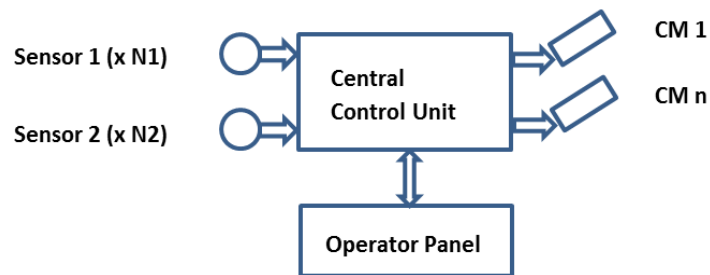 Sensor 1 (x N1)
Sensor 2 (x N2)
Central
Control Unit
CM 1
CM n
Operator Panel